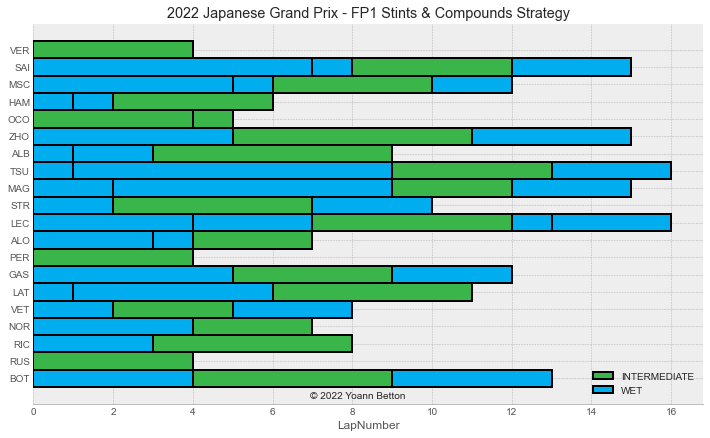 2022 Japanese Grand Prix - FP1 Stints & Compounds Strategy
VER
SAI
MSC
HAM
OCO
ZHO
ALB
TSU
MAG
STR
LEC
ALO
PER
GAS
LAT
VET
NOR
RIC
RUS
BOT
INTERMEDIATE
WET
© 2022 Yoann Betton
0 2 4 6 8 10 12 14 16
LapNumber